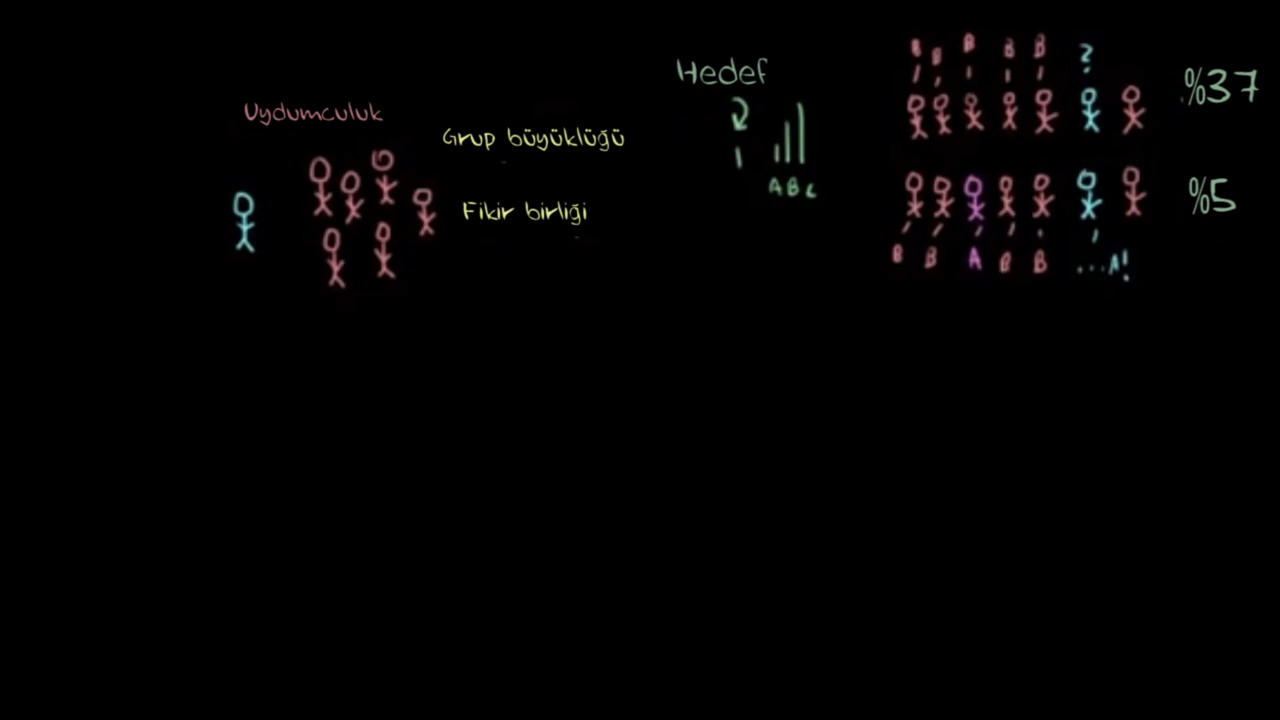 Uydumculuk
Grup büyüklüğü
Fikir birliği
Hedef
A B C
B B B B B ?
%37
%5
B B A B B ...A!